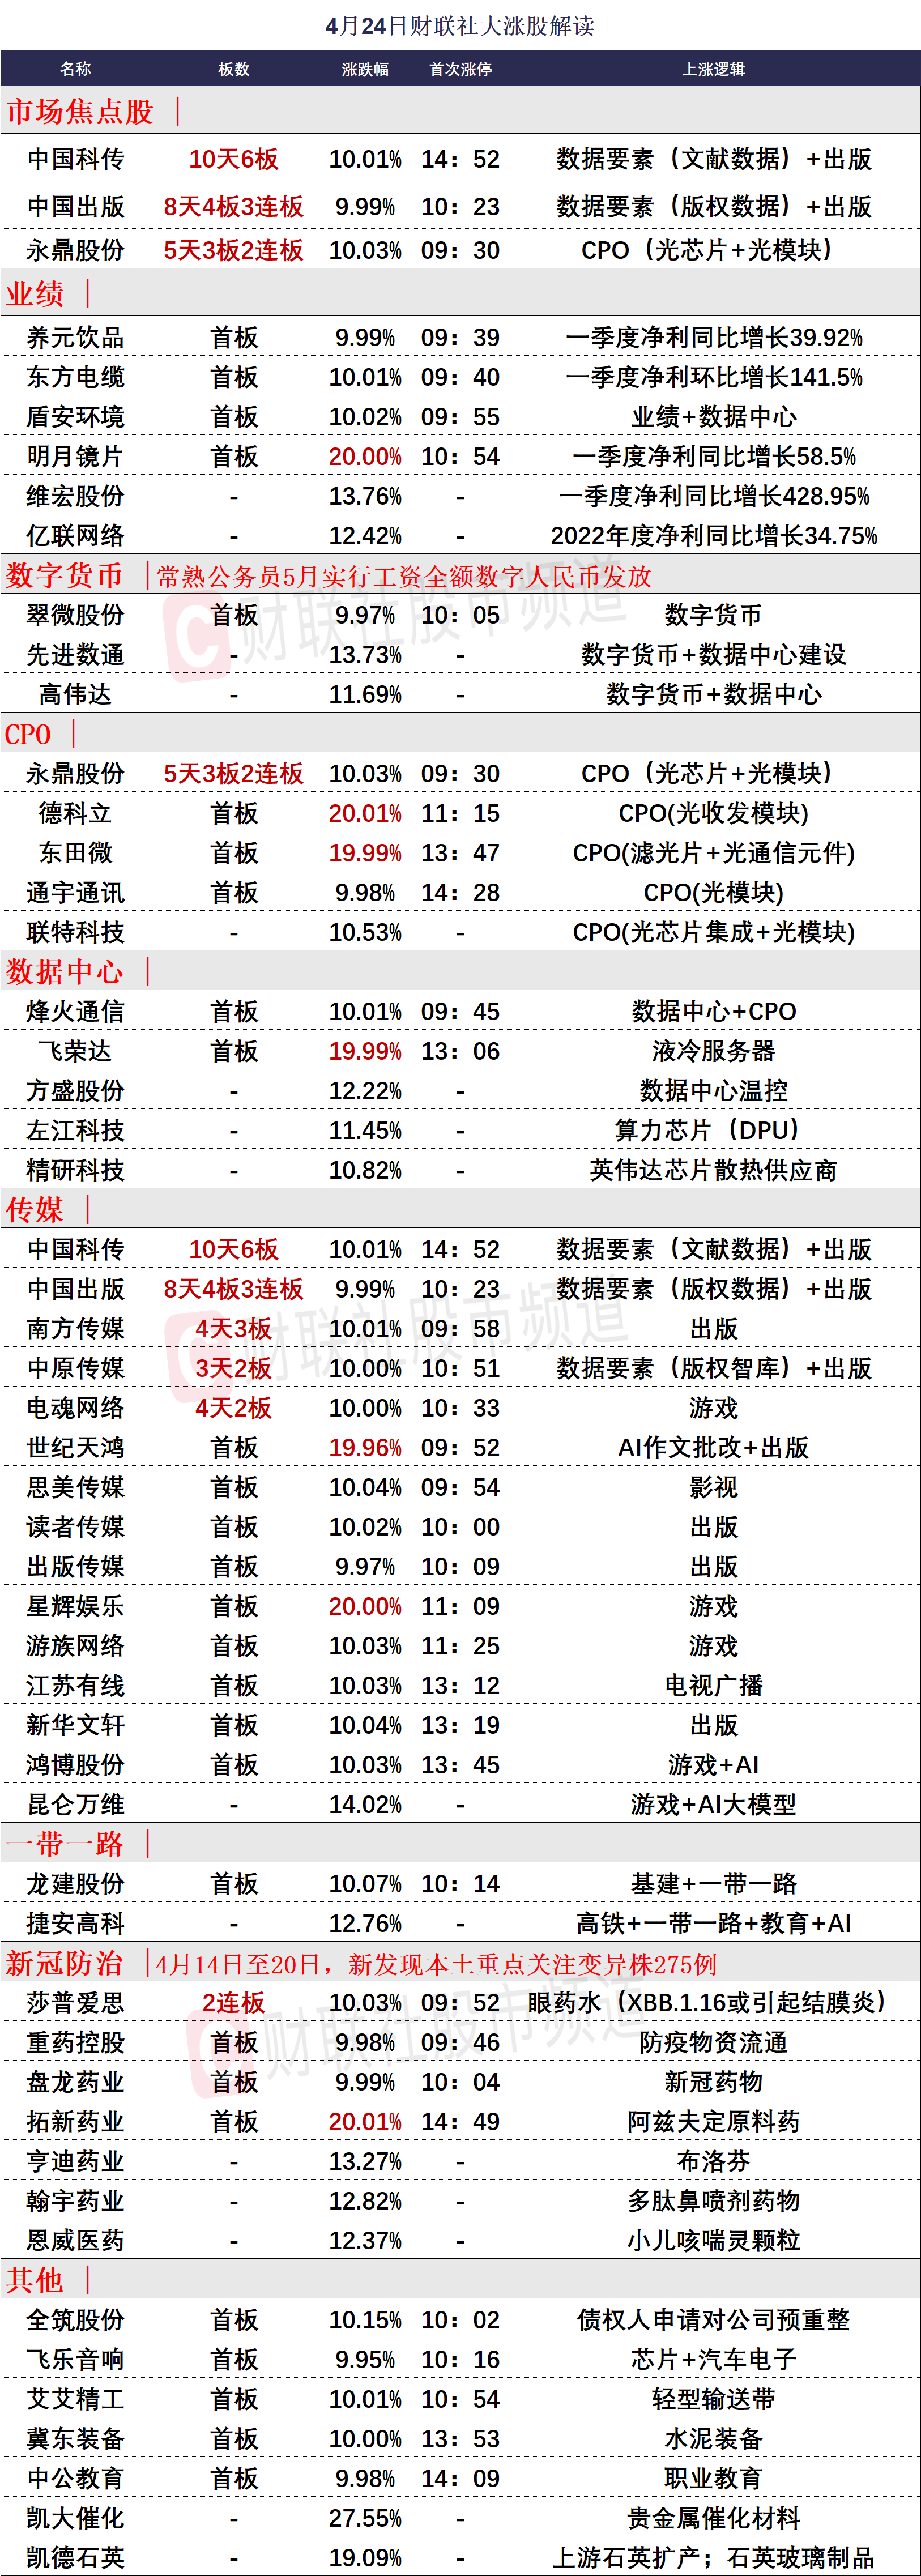 4月24日财联社大涨股解读
名称 板数 涨跌幅 首次涨停 上涨逻辑
市场焦点股 |
中国科传 10天6板 10.01% 14：52 数据要素（文献数据）+出版
中国出版 8天4板3连板 9.99% 10：23 数据要素（版权数据）+出版
永鼎股份 5天3板2连板 10.03% 09：30 CPO（光芯片+光模块）
业绩 |
养元饮品 首板 9.99% 09：39 一季度净利同比增长39.92%
东方电缆 首板 10.01% 09：40 一季度净利环比增长141.5%
盾安环境 首板 10.02% 09：55 业绩+数据中心
明月镜片 首板 20.00% 10：54 一季度净利同比增长58.5%
维宏股份 - 13.76% - 一季度净利同比增长428.95%
亿联网络 - 12.42% - 2022年度净利同比增长34.75%
数字货币 |常熟公务员5月实行工资全额数字人民币发放
翠微股份 首板 9.97% 10：05 数字货币
先进数通 - 13.73% - 数字货币+数据中心建设
高伟达 - 11.69% - 数字货币+数据中心
CPO |
永鼎股份 5天3板2连板 10.03% 09：30 CPO（光芯片+光模块）
德科立 首板 20.01% 11：15 CPO(光收发模块)
东田微 首板 19.99% 13：47 CPO(滤光片+光通信元件)
通宇通讯 首板 9.98% 14：28 CPO(光模块)
联特科技 - 10.53% - CPO(光芯片集成+光模块)
数据中心 |
烽火通信 首板 10.01% 09：45 数据中心+CPO
飞荣达 首板 19.99% 13：06 液冷服务器
方盛股份 - 12.22% - 数据中心温控
左江科技 - 11.45% - 算力芯片（DPU）
精研科技 - 10.82% - 英伟达芯片散热供应商
传媒 |
中国科传 10天6板 10.01% 14：52 数据要素（文献数据）+出版
中国出版 8天4板3连板 9.99% 10：23 数据要素（版权数据）+出版
南方传媒 4天3板 10.01% 09：58 出版
中原传媒 3天2板 10.00% 10：51 数据要素（版权智库）+出版
电魂网络 4天2板 10.00% 10：33 游戏
世纪天鸿 首板 19.96% 09：52 AI作文批改+出版
思美传媒 首板 10.04% 09：54 影视
读者传媒 首板 10.02% 10：00 出版
出版传媒 首板 9.97% 10：09 出版
星辉娱乐 首板 20.00% 11：09 游戏
游族网络 首板 10.03% 11：25 游戏
江苏有线 首板 10.03% 13：12 电视广播
新华文轩 首板 10.04% 13：19 出版
鸿博股份 首板 10.03% 13：45 游戏+AI
昆仑万维 - 14.02% - 游戏+AI大模型
一带一路 |
龙建股份 首板 10.07% 10：14 基建+一带一路
捷安高科 - 12.76% - 高铁+一带一路+教育+AI
新冠防治 |4月14日至20日，新发现本土重点关注变异株275例
莎普爱思 2连板 10.03% 09：52 眼药水（XBB.1.16或引起结膜炎）
重药控股 首板 9.98% 09：46 防疫物资流通
盘龙药业 首板 9.99% 10：04 新冠药物
拓新药业 首板 20.01% 14：49 阿兹夫定原料药
亨迪药业 - 13.27% - 布洛芬
翰宇药业 - 12.82% - 多肽鼻喷剂药物
恩威医药 - 12.37% - 小儿咳喘灵颗粒
其他 |
全筑股份 首板 10.15% 10：02 债权人申请对公司预重整
飞乐音响 首板 9.95% 10：16 芯片+汽车电子
艾艾精工 首板 10.01% 10：54 轻型输送带
冀东装备 首板 10.00% 13：53 水泥装备
中公教育 首板 9.98% 14：09 职业教育
凯大催化 - 27.55% - 贵金属催化材料
凯德石英 - 19.09% - 上游石英扩产；石英玻璃制品
财联社股市频道
财联社股市频道
财联社股市频道